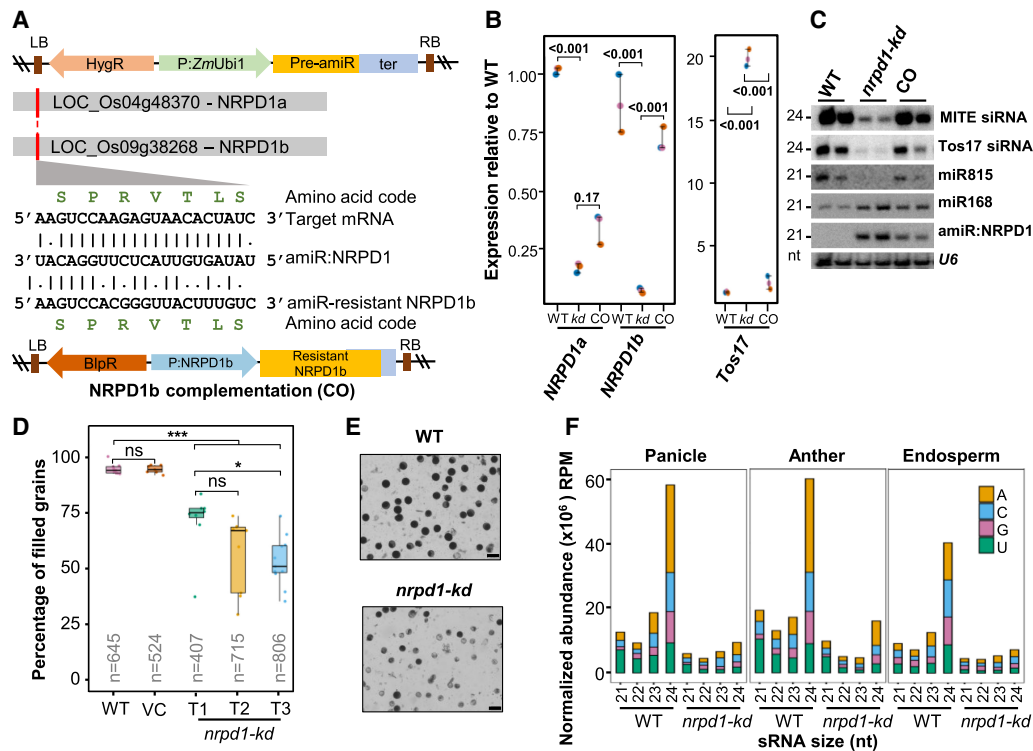 A
LB
RB
HygR
P:ZmUbi1
Pre-amiR
ter
LOC_Os04g48370 - NRPD1a
LOC_Os09g38268 – NRPD1b
S P R V T L S Amino acid code
5' AAGUCCAAGAGUAACACUAUC 3' Target mRNA
3' UACAGGUUCUCAUUGUGAUAU 5' amiR:NRPD1
5' AAGUCCACGGGUUACUUUGUC 3' amiR-resistant NRPD1b
S P R V T L S Amino acid code
LB
RB
BlpR
P:NRPD1b
Resistant
NRPD1b
NRPD1b complementation (CO)
B
Expression relative to WT
1.00
0.75
0.50
0.25
<0.001
<0.001
<0.001
0.17
WT kd CO WT kd CO
NRPD1a
NRPD1b
20
15
10
5
<0.001
<0.001
WT kd CO
Tos17
C
WT
nrpd1-kd
CO
24 MITE siRNA
24 Tos17 siRNA
21 miR815
21 miR168
21 amiR:NRPD1
nt U6
D
Percentage of filled grains
100
75
50
25
0
***
ns
*
ns
n=645
n=524
n=407
n=715
n=806
WT VC T1 T2 T3
nrpd1-kd
E
WT
nrpd1-kd
F
Normalized abundance (x10⁶) RPM
60
40
20
0
Panicle
Anther
Endosperm
A
C
G
U
21 22 23 24 21 22 23 24 21 22 23 24 21 22 23 24 21 22 23 24 21 22 23 24
WT nrpd1-kd WT nrpd1-kd WT nrpd1-kd
sRNA size (nt)